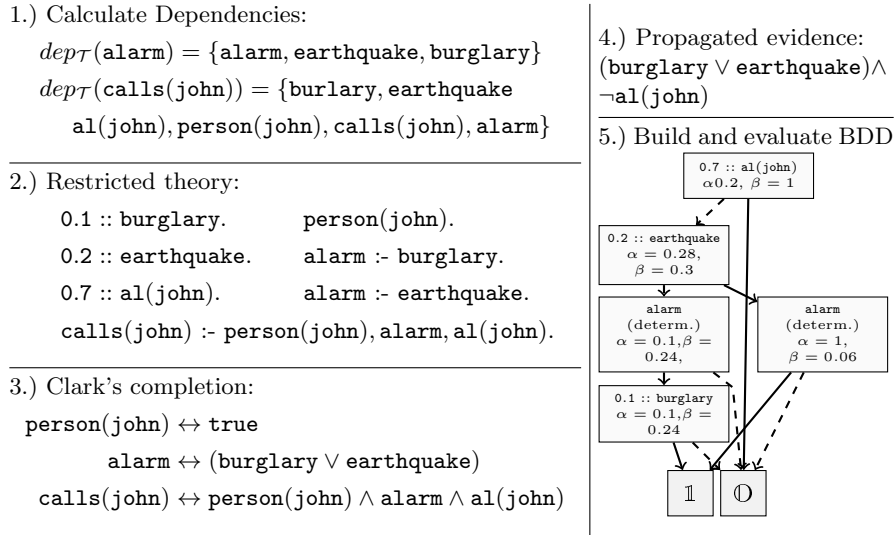 1.) Calculate Dependencies:
dep𝒯(alarm) = {alarm, earthquake, burglary}
dep𝒯(calls(john)) = {burlary, earthquake
al(john), person(john), calls(john), alarm}
2.) Restricted theory:
0.1 :: burglary. person(john).
0.2 :: earthquake. alarm :- burglary.
0.7 :: al(john). alarm :- earthquake.
calls(john) :- person(john), alarm, al(john).
3.) Clark's completion:
person(john) ↔ true
alarm ↔ (burglary ∨ earthquake)
calls(john) ↔ person(john) ∧ alarm ∧ al(john)
4.) Propagated evidence:
(burglary ∨ earthquake)∧
¬al(john)
5.) Build and evaluate BDD
0.7 :: al(john)
α0.2, β = 1
0.2 :: earthquake
α = 0.28,
β = 0.3
alarm
(determ.)
α = 0.1,β =
0.24,
alarm
(determ.)
α = 1,
β = 0.06
0.1 :: burglary
α = 0.1,β =
0.24
𝟙 𝕆